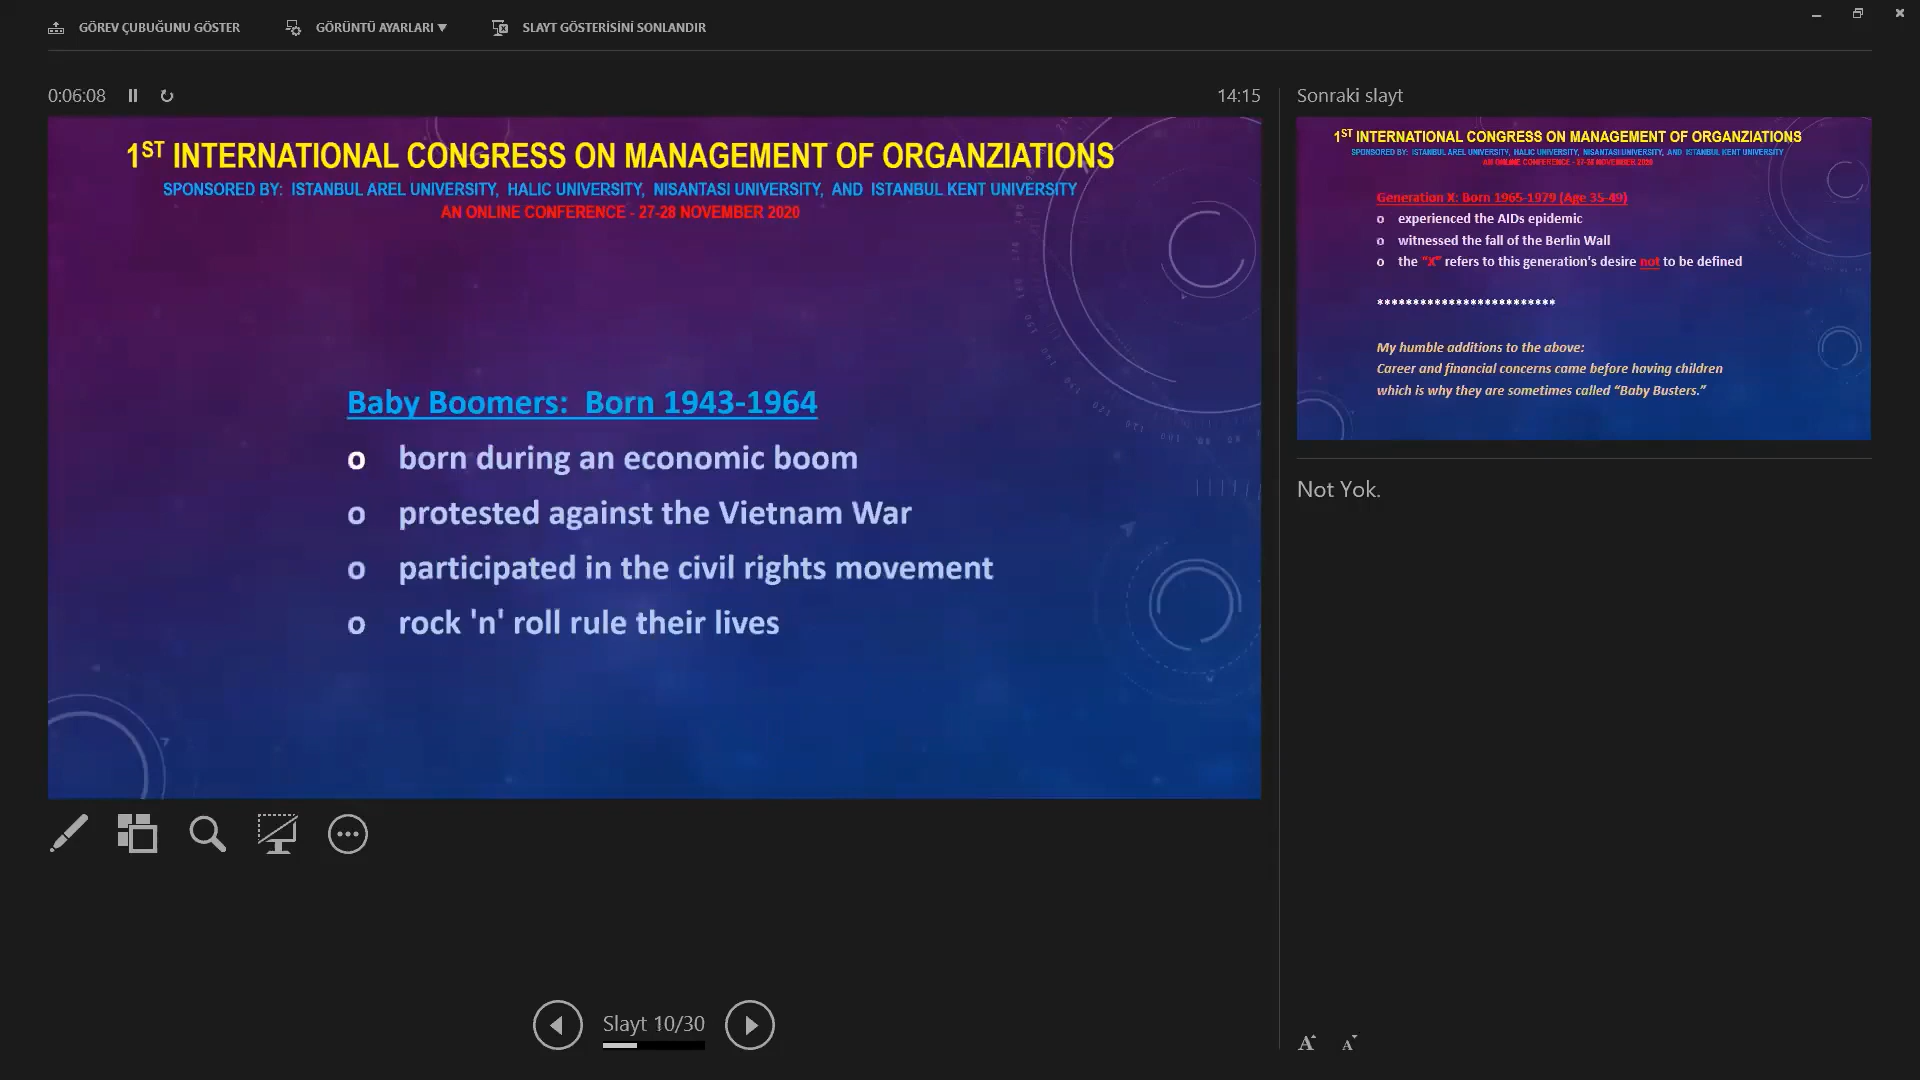 GÖREV ÇUBUĞUNU GÖSTER
GÖRÜNTÜ AYARLARI ▼
SLAYT GÖSTERİSİNİ SONLANDIR
0:06:08
14:15
1ST INTERNATIONAL CONGRESS ON MANAGEMENT OF ORGANZIATIONS
SPONSORED BY: ISTANBUL AREL UNIVERSITY, HALIC UNIVERSITY, NISANTASI UNIVERSITY, AND ISTANBUL KENT UNIVERSITY
AN ONLINE CONFERENCE - 27-28 NOVEMBER 2020
Baby Boomers: Born 1943-1964
o born during an economic boom
o protested against the Vietnam War
o participated in the civil rights movement
o rock 'n' roll rule their lives
Slayt 10/30
Sonraki slayt
1ST INTERNATIONAL CONGRESS ON MANAGEMENT OF ORGANZIATIONS
SPONSORED BY: ISTANBUL AREL UNIVERSITY, HALIC UNIVERSITY, NISANTASI UNIVERSITY, AND ISTANBUL KENT UNIVERSITY
AN ONLINE CONFERENCE - 27-28 NOVEMBER 2020
Generation X: Born 1965-1979 (Age 35-49)
o experienced the AIDs epidemic
o witnessed the fall of the Berlin Wall
o the "X" refers to this generation's desire not to be defined
*************************
My humble additions to the above:
Career and financial concerns came before having children
which is why they are sometimes called “Baby Busters.”
Not Yok.
A A